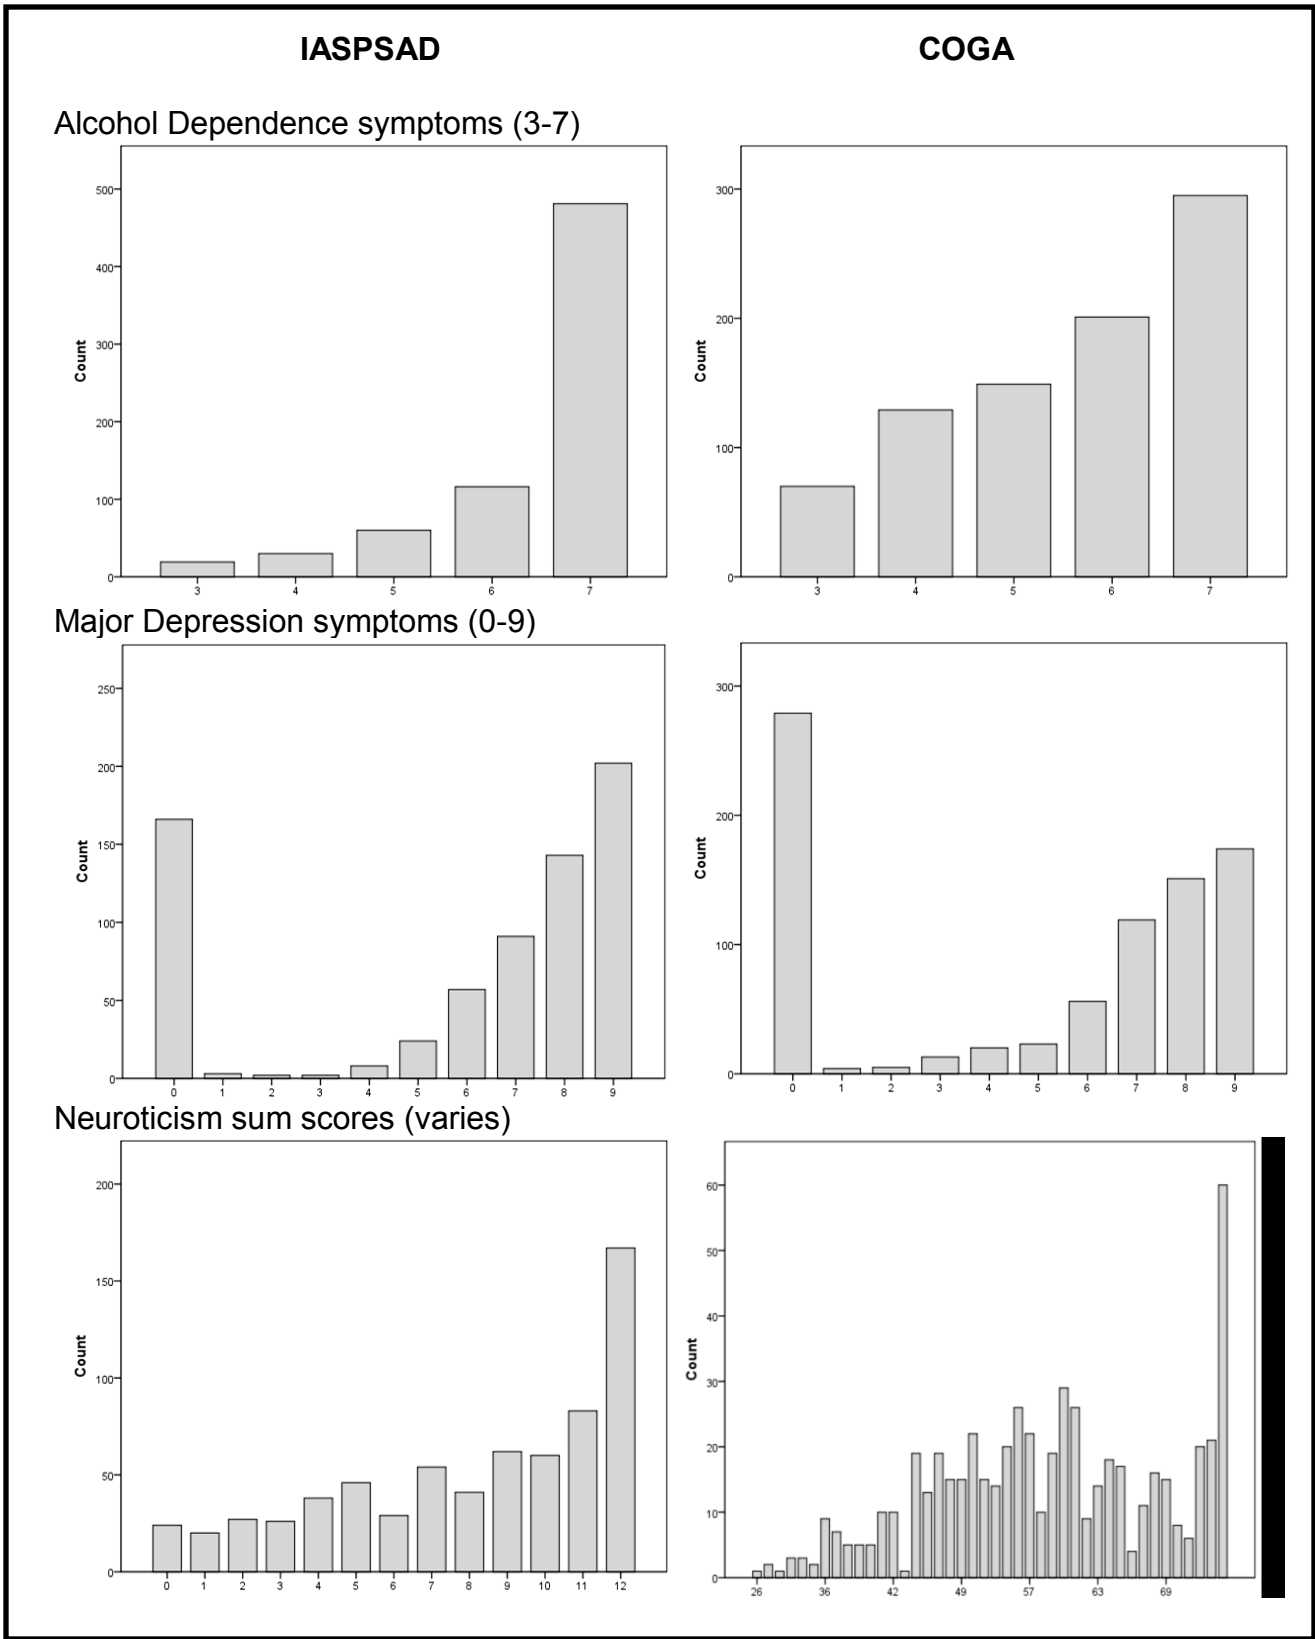 IASPSAD COGA
Alcohol Dependence symptoms (3-7)
500
400
300
200
100
0
Count
3 4 5 6 7
300
200
100
0
Count
3 4 5 6 7
Major Depression symptoms (0-9)
250
200
150
100
50
0
Count
0 1 2 3 4 5 6 7 8 9
300
200
100
0
Count
0 1 2 3 4 5 6 7 8 9
Neuroticism sum scores (varies)
200
150
100
50
0
Count
0 1 2 3 4 5 6 7 8 9 10 11 12
60
50
40
30
20
10
0
Count
26 36 42 49 57 63 69